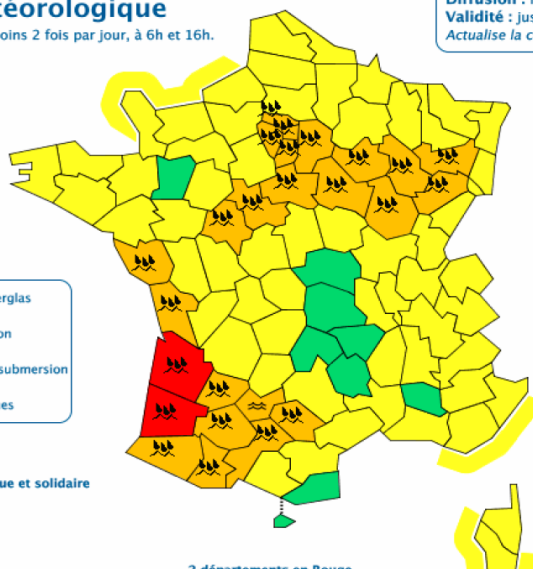 téorologique
oins 2 fois par jour, à 6h et 16h.
Diffusion :
Validité : jus
Actualise la c
erglas
on
submersion
es
ue et solidaire
2 départements en Rouge